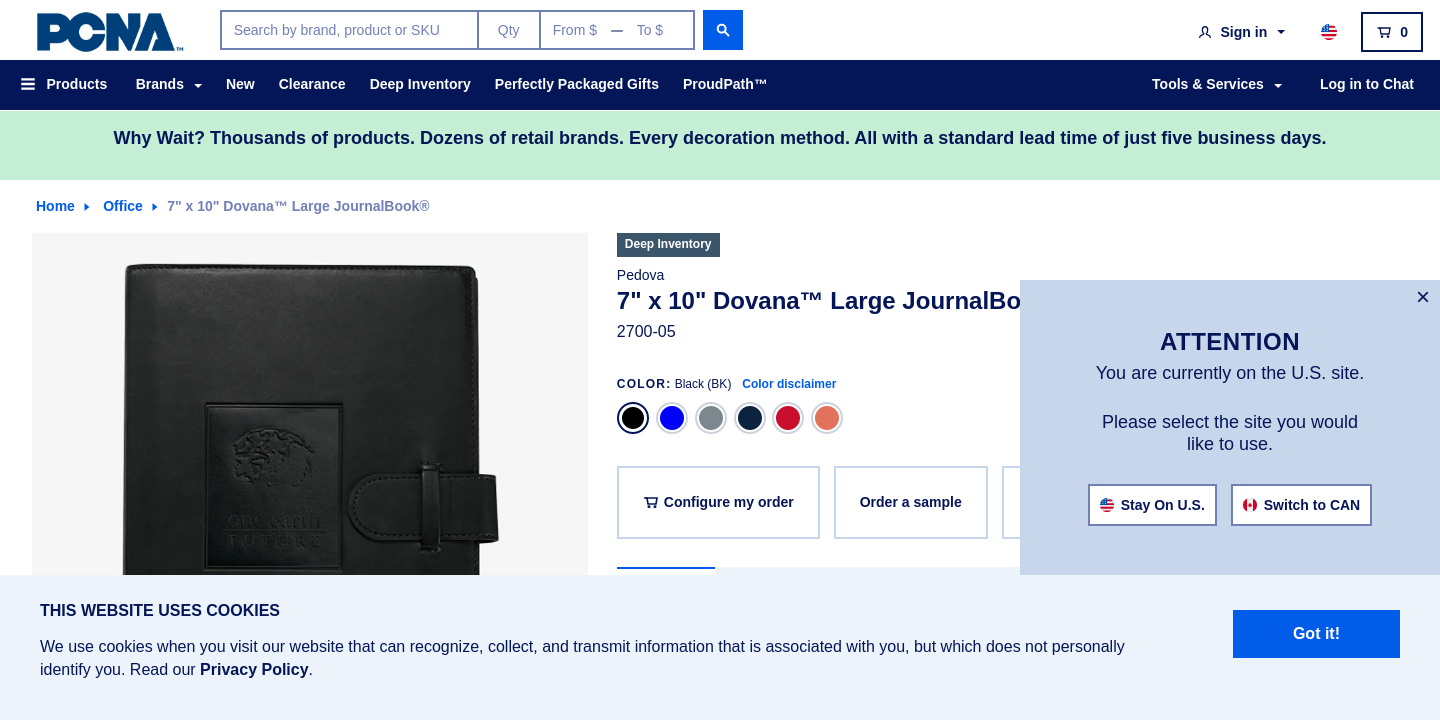 PCNA™
Search by brand, product or SKU
Qty
From $ — To $
Sign in
0
Products
Brands
New
Clearance
Deep Inventory
Perfectly Packaged Gifts
ProudPath™
Tools & Services
Log in to Chat
Why Wait? Thousands of products. Dozens of retail brands. Every decoration method. All with a standard lead time of just five business days.
Home
Office
7" x 10" Dovana™ Large JournalBook®
one earth
FUTURE
Deep Inventory
Pedova
7" x 10" Dovana™ Large JournalBo
2700-05
COLOR: Black (BK) Color disclaimer
Configure my order
Order a sample
×
ATTENTION
You are currently on the U.S. site.
Please select the site you would
like to use.
Stay On U.S.
Switch to CAN
THIS WEBSITE USES COOKIES
We use cookies when you visit our website that can recognize, collect, and transmit information that is associated with you, but which does not personally
identify you. Read our Privacy Policy.
Got it!